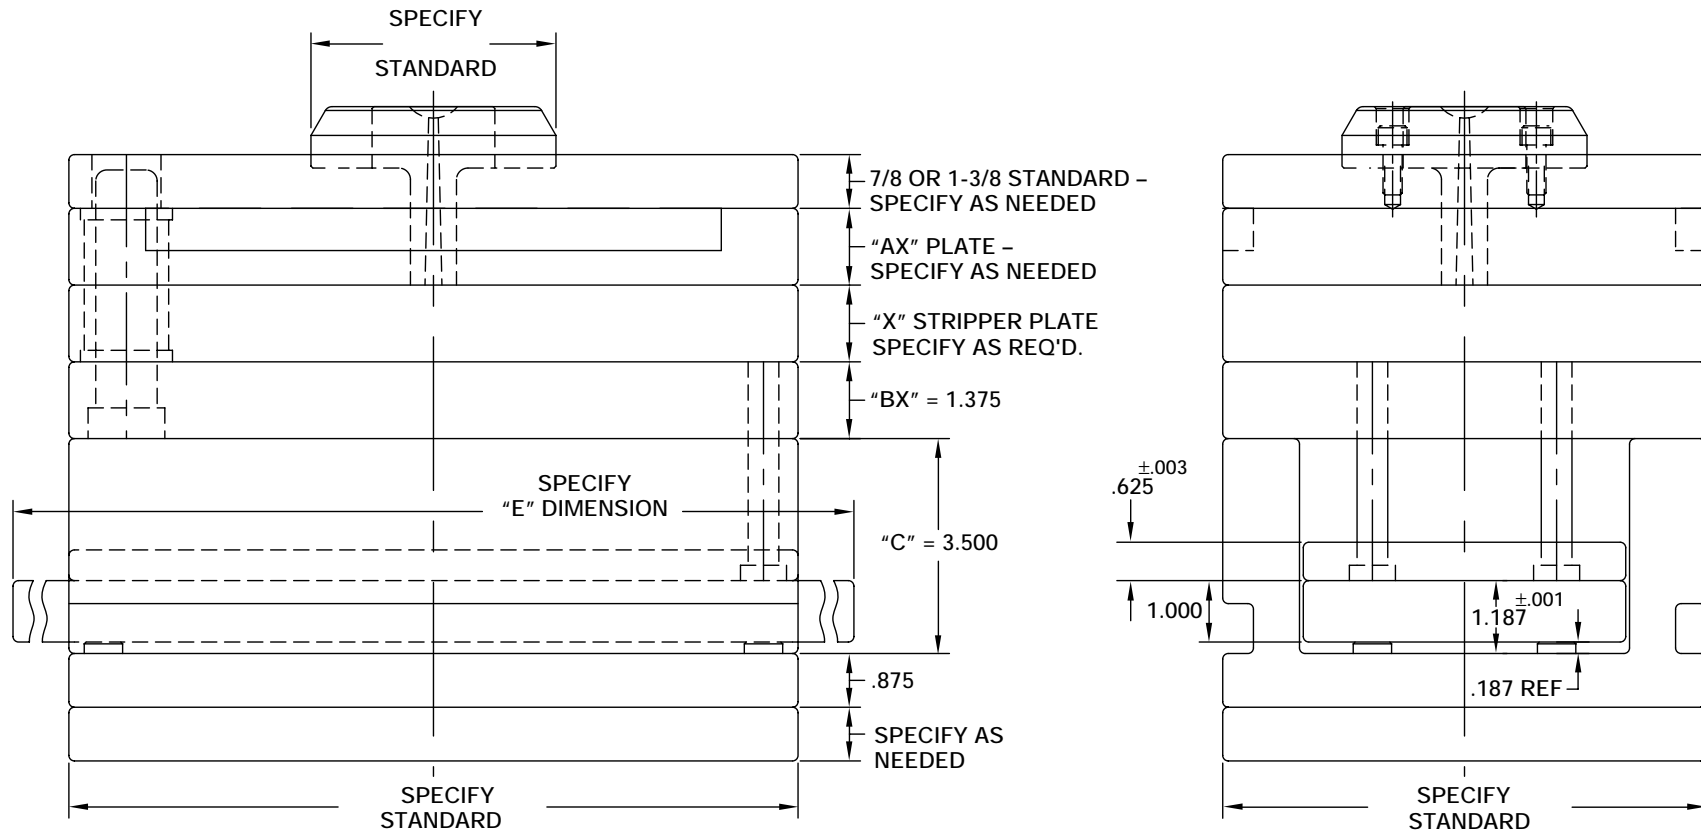 SPECIFY
STANDARD
7/8 OR 1-3/8 STANDARD –
SPECIFY AS NEEDED
“AX” PLATE –
SPECIFY AS NEEDED
“X” STRIPPER PLATE
SPECIFY AS REQ'D.
“BX” = 1.375
SPECIFY
“E” DIMENSION
“C” = 3.500
.875
SPECIFY AS
NEEDED
SPECIFY
STANDARD
±.003
.625
1.000
±.001
1.187
.187 REF
SPECIFY
STANDARD